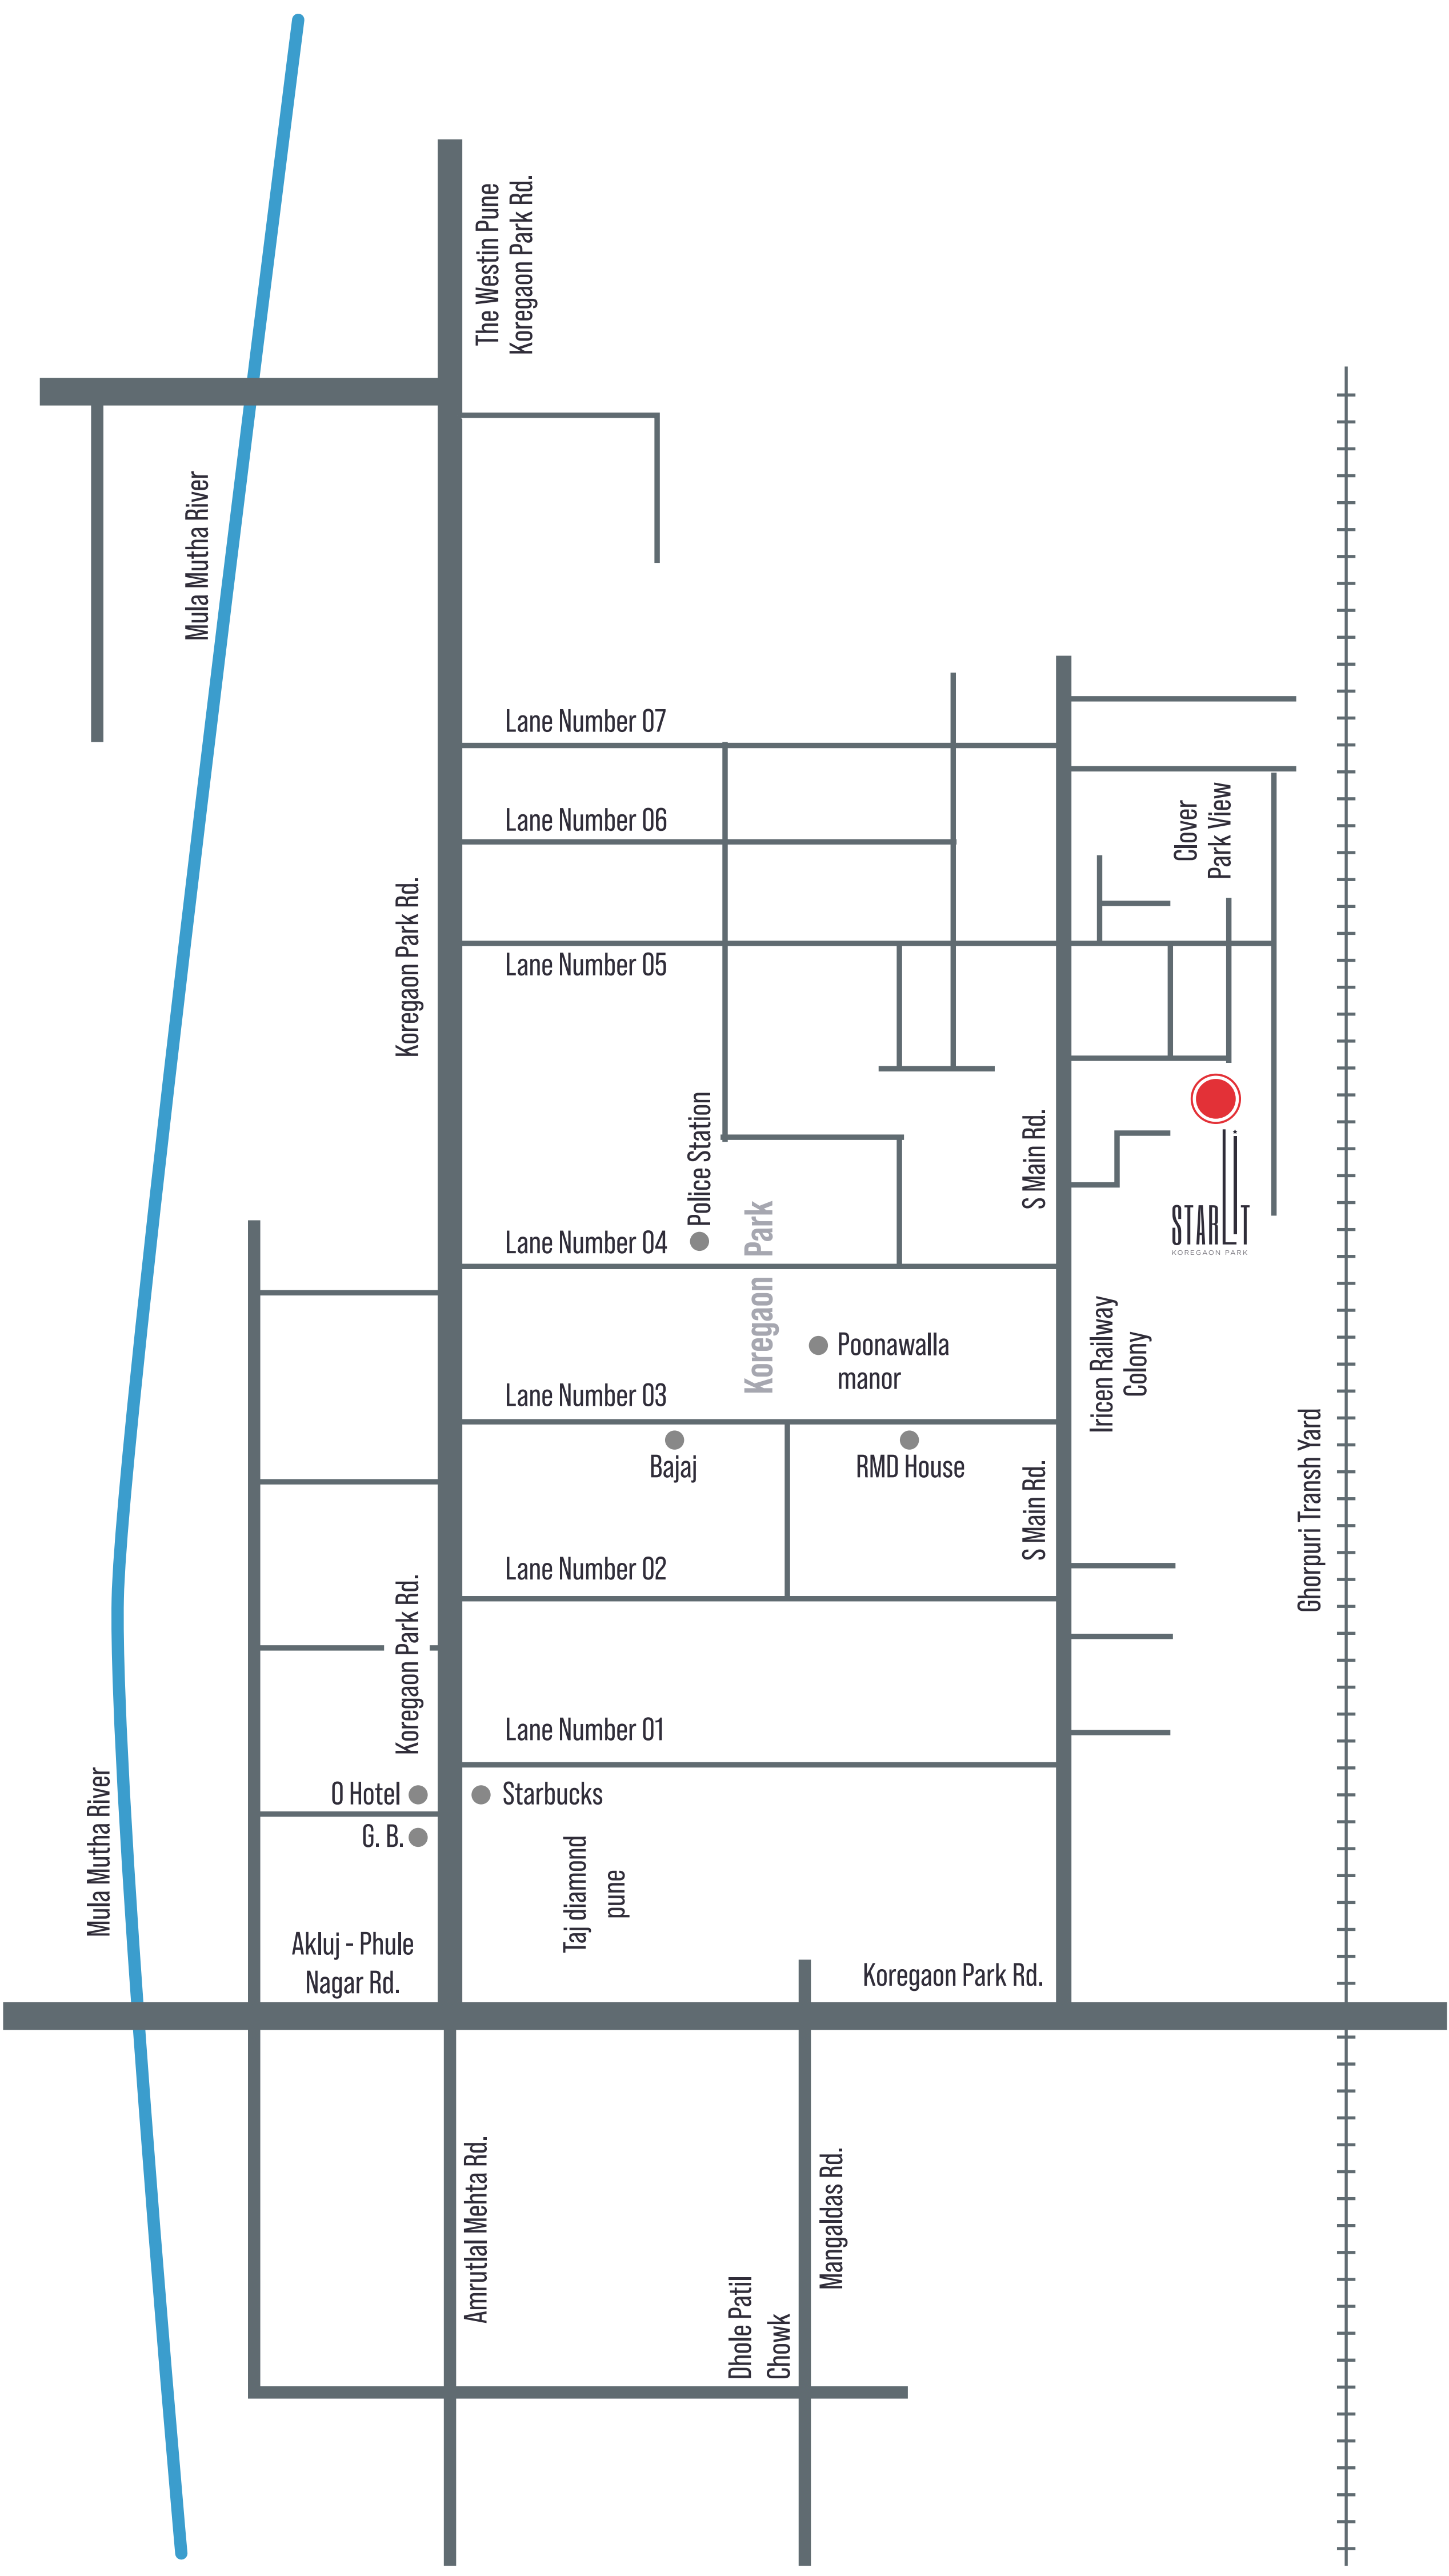 The Westin Pune
Koregaon Park Rd.
Mula Mutha River
Lane Number 07
Lane Number 06
Clover
Park View
Koregaon Park Rd.
Lane Number 05
Police Station
S Main Rd.
STARLIT
KOREGAON PARK
Lane Number 04
Koregaon Park
Poonawalla
manor
Iricen Railway
Colony
Lane Number 03
Bajaj
RMD House
S Main Rd.
Ghorpuri Transh Yard
Lane Number 02
Koregaon Park Rd.
Lane Number 01
O Hotel
Starbucks
G. B.
Mula Mutha River
Taj diamond
pune
Akluj - Phule
Nagar Rd.
Koregaon Park Rd.
Amrutlal Mehta Rd.
Mangaldas Rd.
Dhole Patil
Chowk